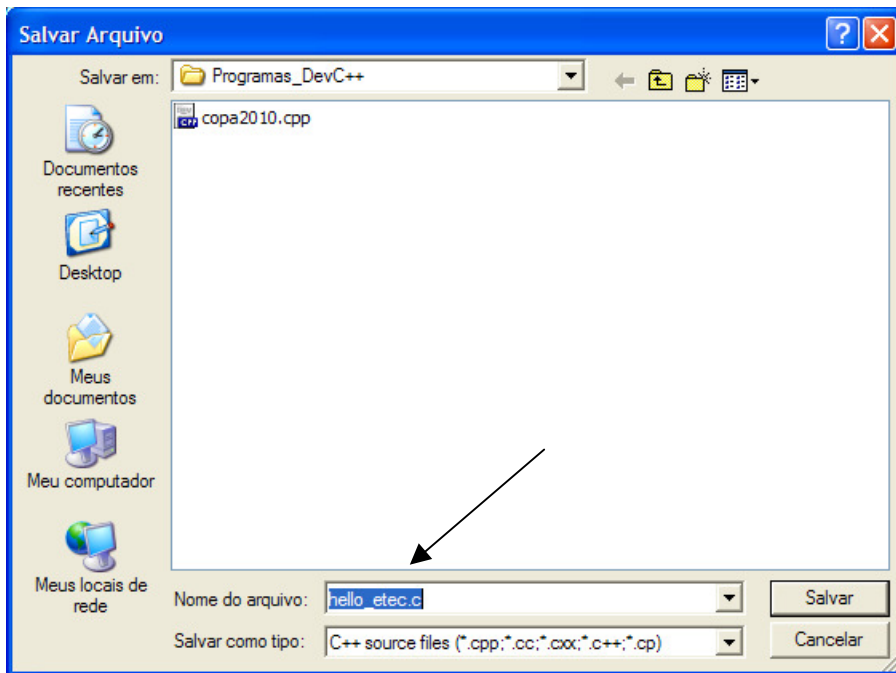 Salvar Arquivo
Salvar em: Programas_DevC++
copa2010.cpp
Documentos
recentes
Desktop
Meus
documentos
Meu computador
Meus locais de
rede
Nome do arquivo: hello_etec.c Salvar
Salvar como tipo: C++ source files (*.cpp;*.cc;*.cxx;*.c++;*.cp) Cancelar